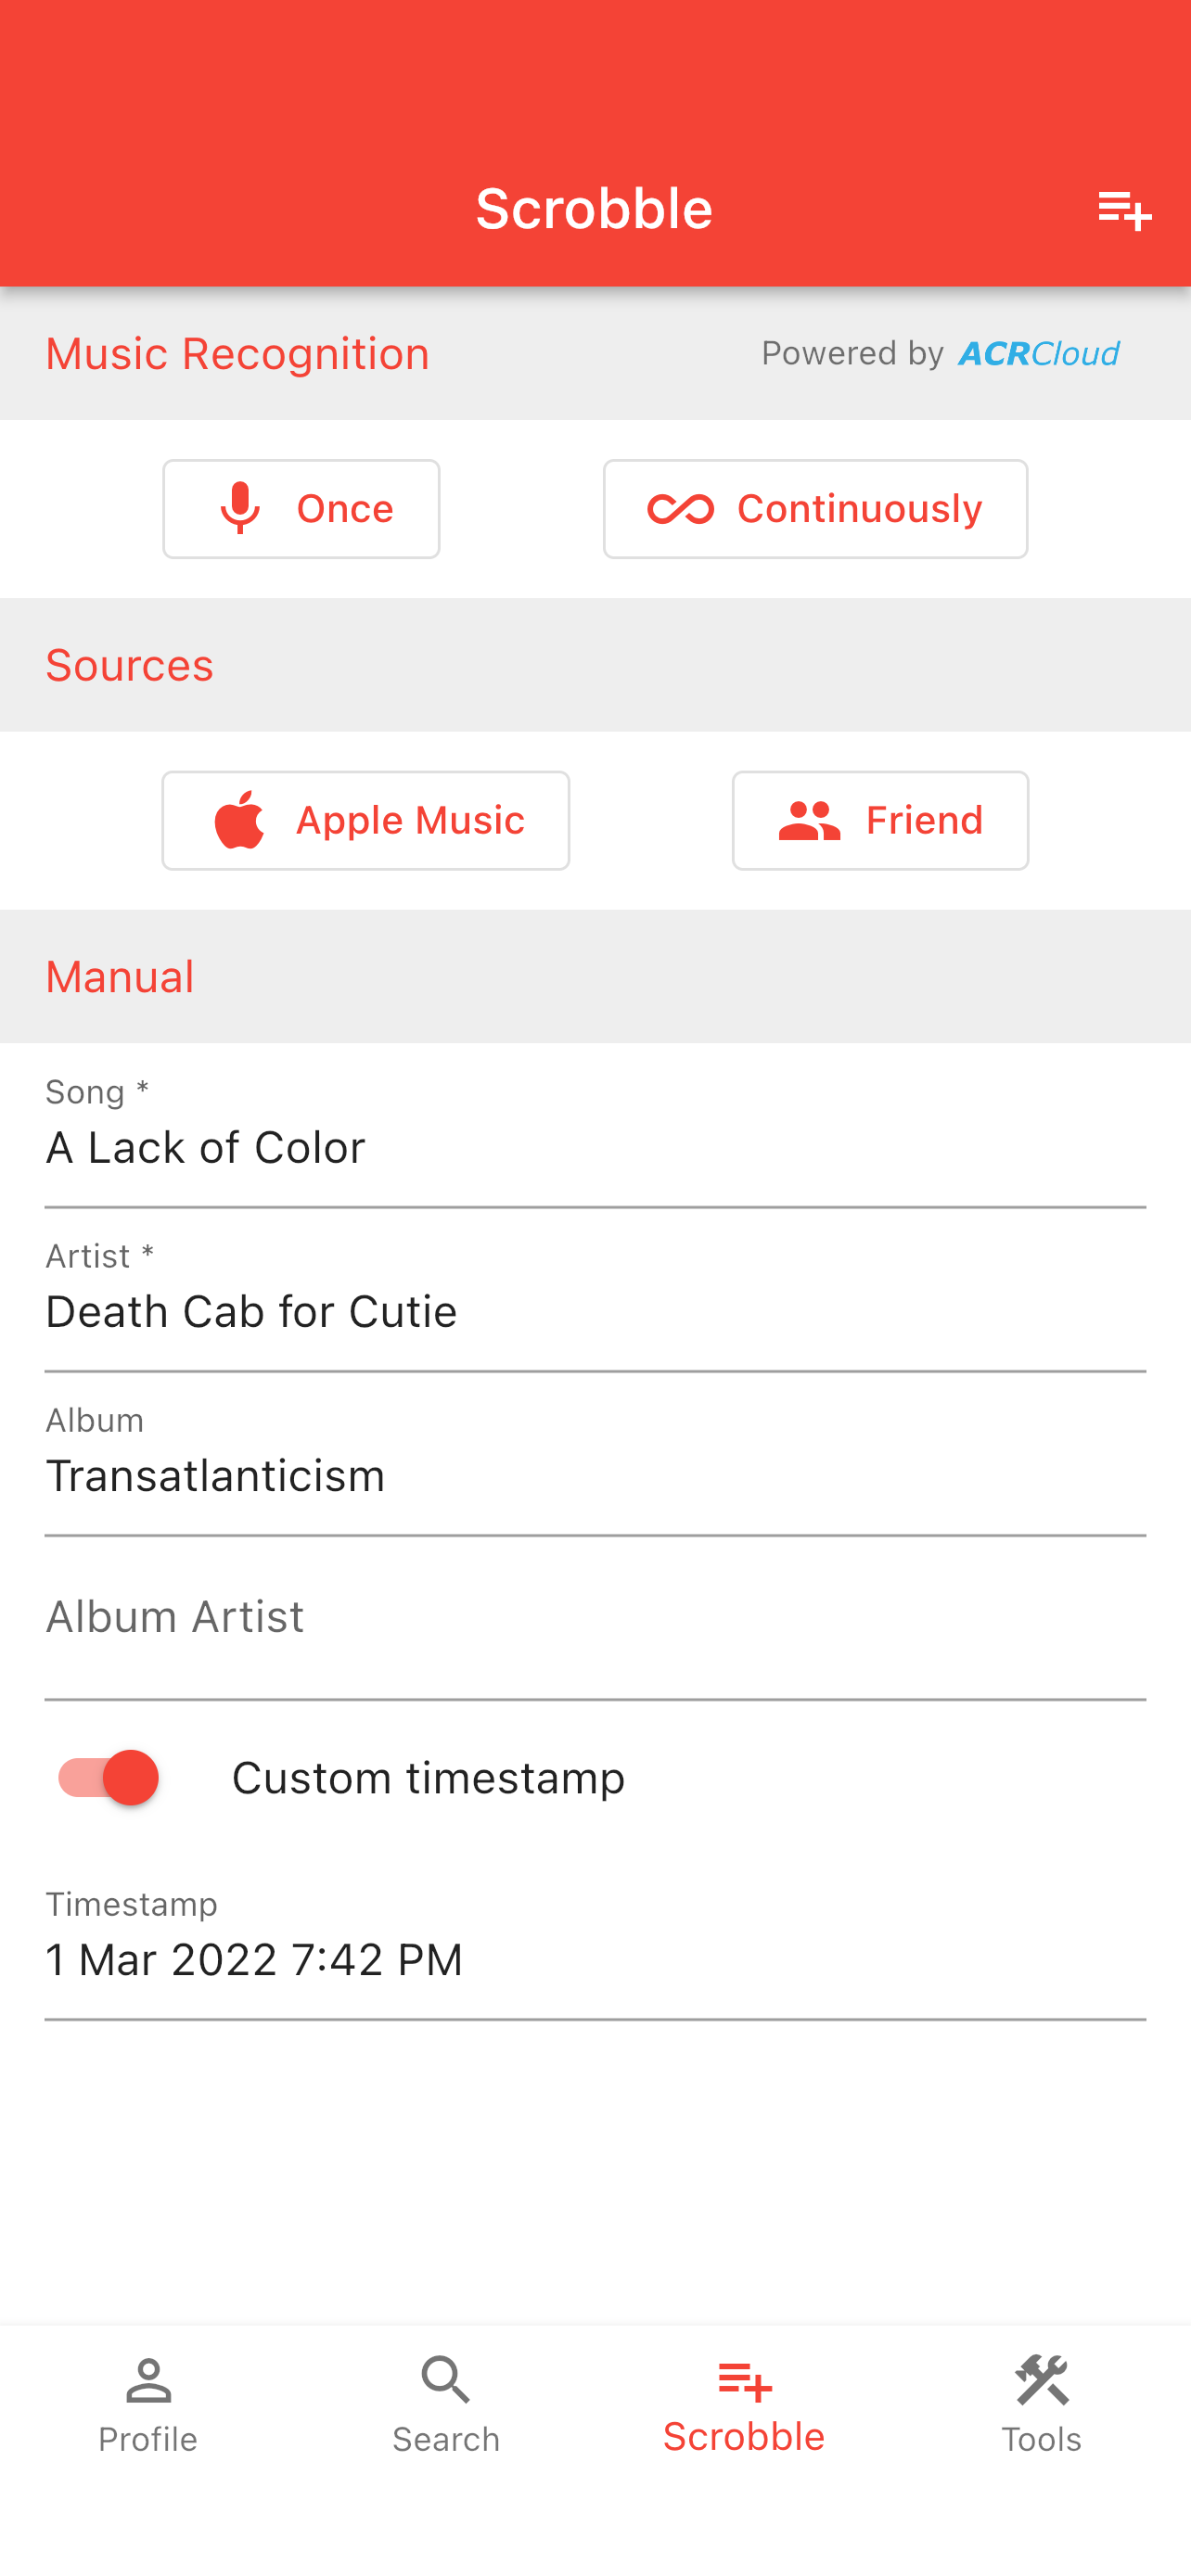 Scrobble
Music Recognition Powered by ACRCloud
Once Continuously
Sources
Apple Music Friend
Manual
Song *
A Lack of Color
Artist *
Death Cab for Cutie
Album
Transatlanticism
Album Artist
Custom timestamp
Timestamp
1 Mar 2022 7:42 PM
Profile Search Scrobble Tools